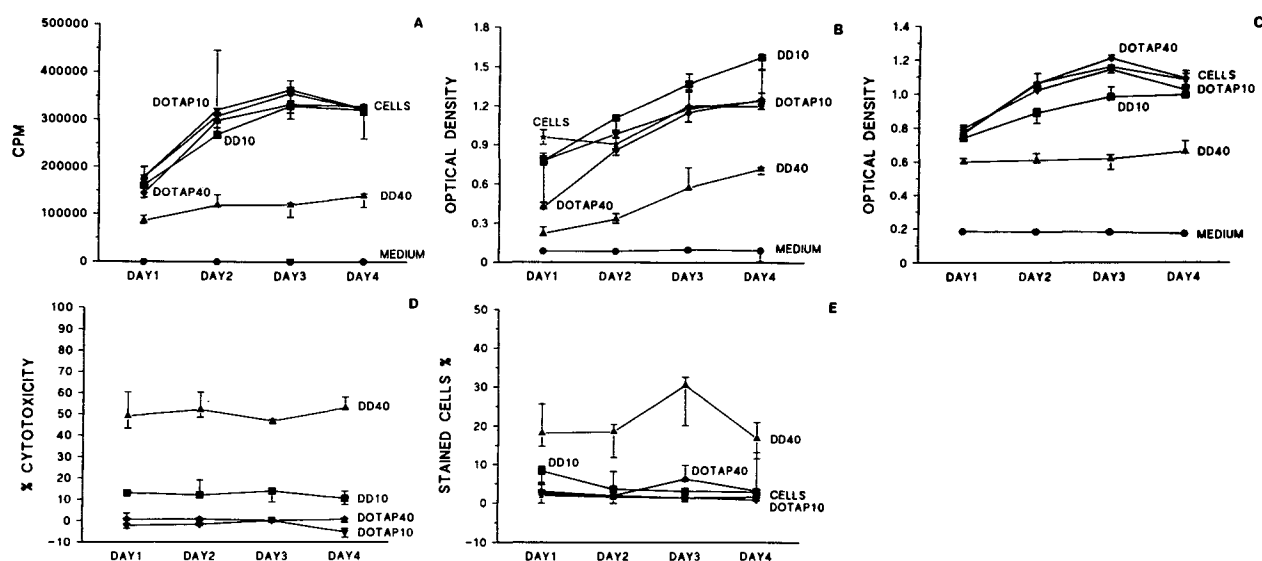 A
500000
400000
300000
200000
100000
0
CPM
DOTAP10
CELLS
DD10
DOTAP40
DD40
MEDIUM
DAY1 DAY2 DAY3 DAY4
B
1.8
1.5
1.2
0.9
0.6
0.3
0
OPTICAL DENSITY
DD10
DOTAP10
CELLS
DD40
DOTAP40
MEDIUM
DAY1 DAY2 DAY3 DAY4
C
1.4
1.2
1.0
0.8
0.6
0.4
0.2
0
OPTICAL DENSITY
DOTAP40
CELLS
DOTAP10
DD10
DD40
MEDIUM
DAY1 DAY2 DAY3 DAY4
D
100
90
80
70
60
50
40
30
20
10
0
-10
% CYTOTOXICITY
DD40
DD10
DOTAP40
DOTAP10
DAY1 DAY2 DAY3 DAY4
E
50
40
30
20
10
0
-10
STAINED CELLS %
DD40
DD10
DOTAP40
CELLS
DOTAP10
DAY1 DAY2 DAY3 DAY4